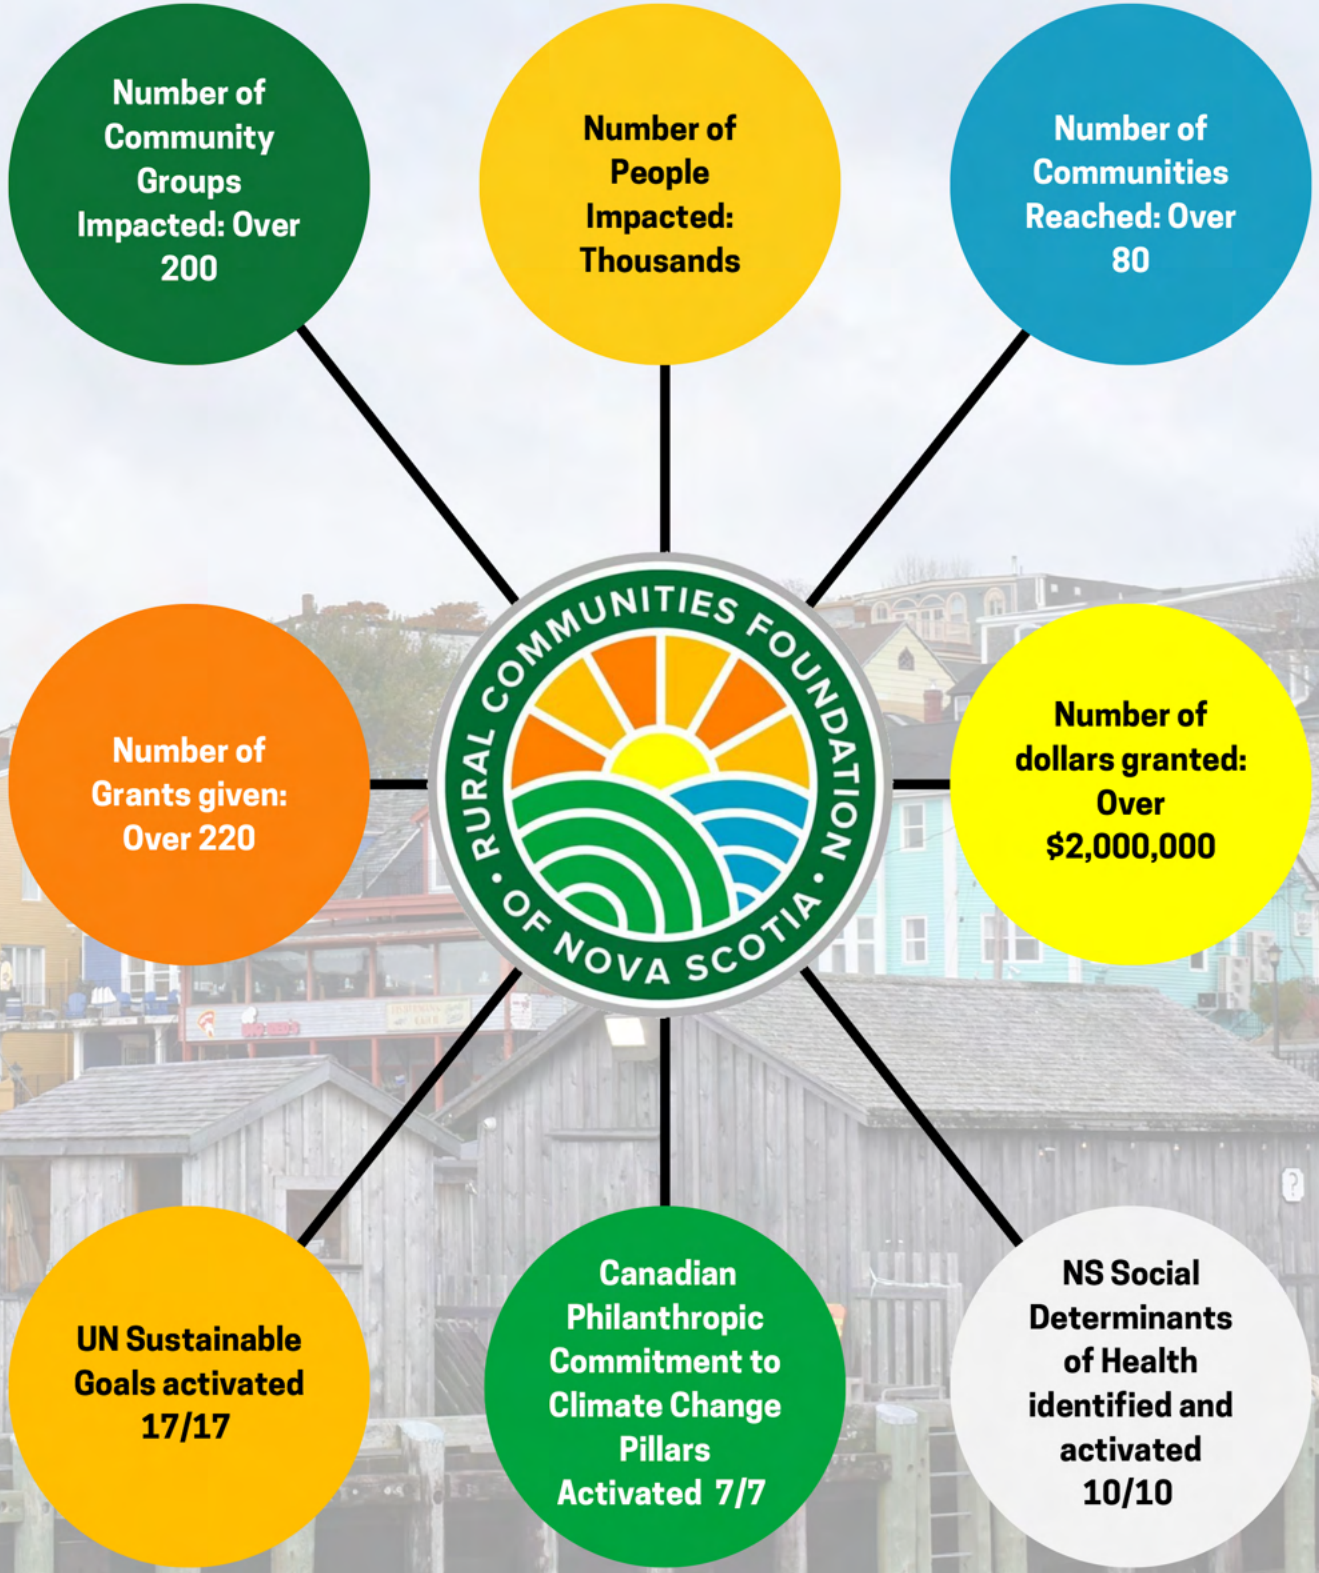 Number of
Community
Groups
Impacted: Over
200
Number of
People
Impacted:
Thousands
Number of
Communities
Reached: Over
80
RURAL COMMUNITIES FOUNDATION
• OF NOVA SCOTIA •
Number of
Grants given:
Over 220
Number of
dollars granted:
Over
$2,000,000
UN Sustainable
Goals activated
17/17
Canadian
Philanthropic
Commitment to
Climate Change
Pillars
Activated 7/7
NS Social
Determinants
of Health
identified and
activated
10/10
?